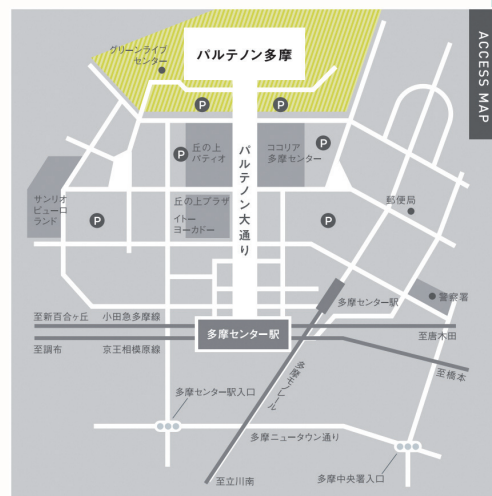 ACCESS MAP
グリーンライブ
センター
パルテノン多摩
P
P
P
P
丘の上
パティオ
ココリア
多摩センター
サンリオ
ピューロ
ランド
P
丘の上プラザ
イトー
ヨーカドー
パルテノン大通り
P
郵便局
多摩センター駅
警察署
至新百合ヶ丘
小田急多摩線
多摩センター駅
至唐木田
至調布
京王相模原線
至橋本
多摩モノレール
多摩センター駅入口
多摩ニュータウン通り
至立川南
多摩中央署入口